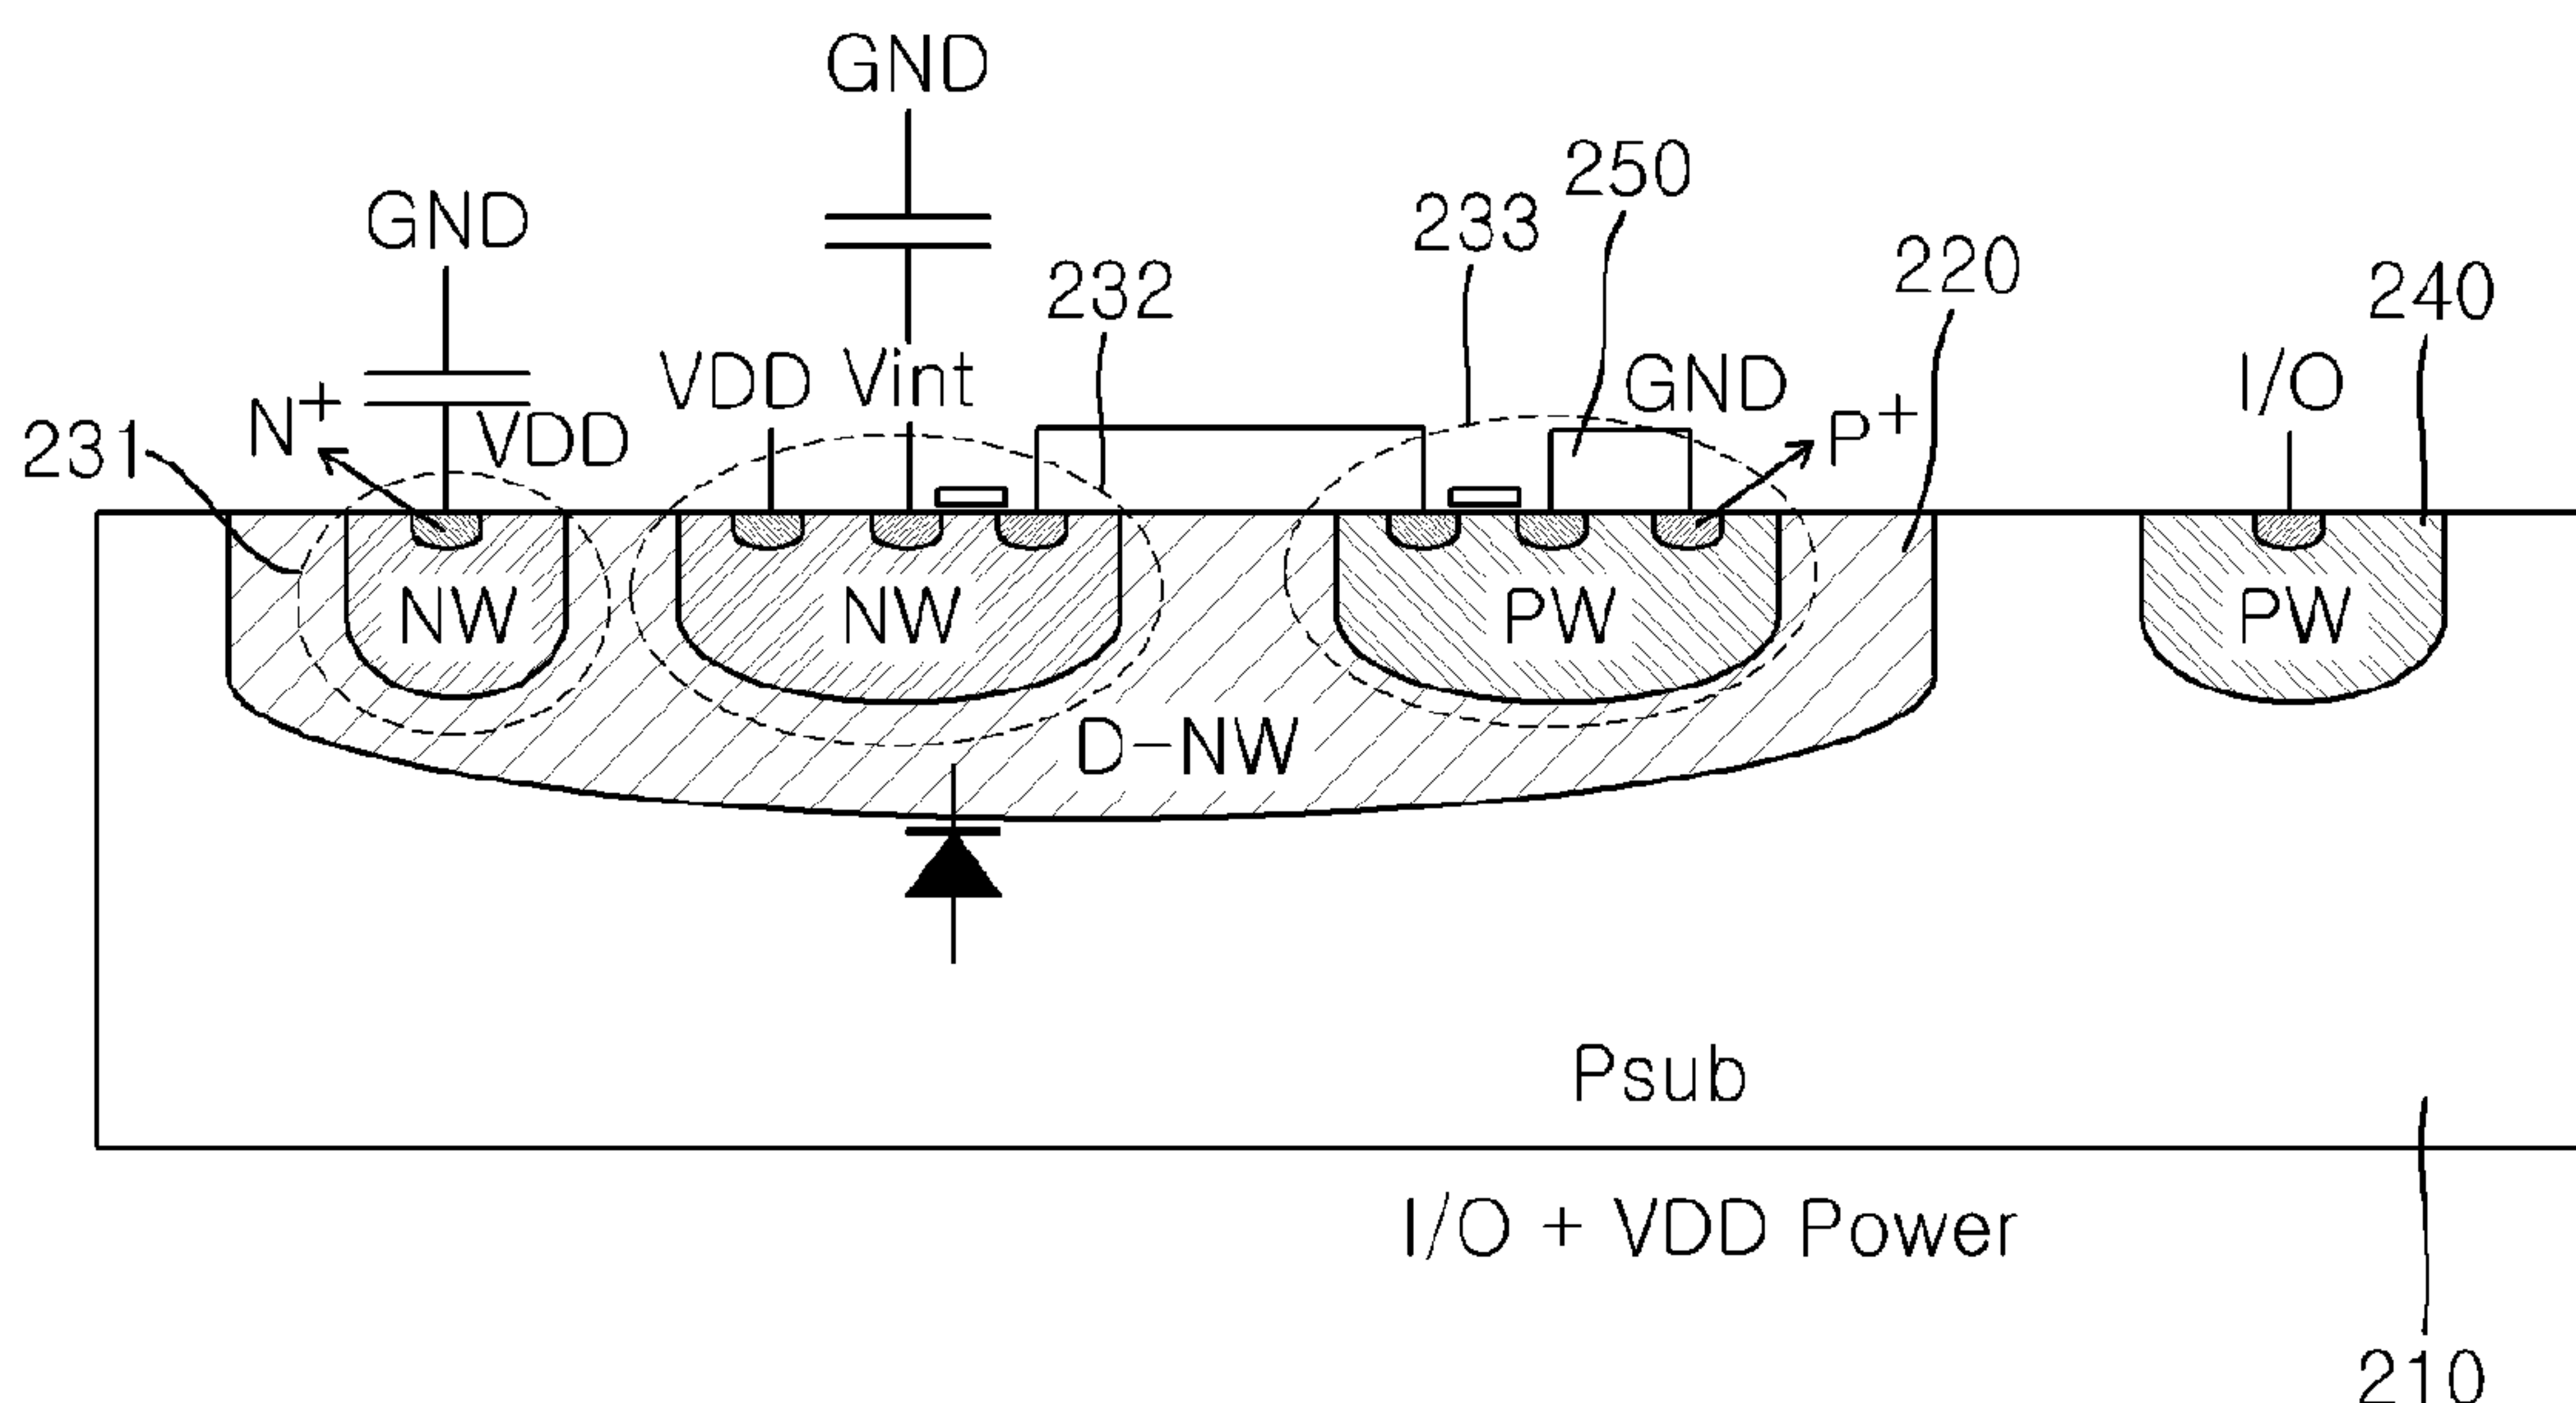 GND
250
GND
233
232
220
240
VDD
Vint
GND
I/O
N+
VDD
P+
231
NW
NW
PW
PW
D-NW
Psub
I/O + VDD Power
210